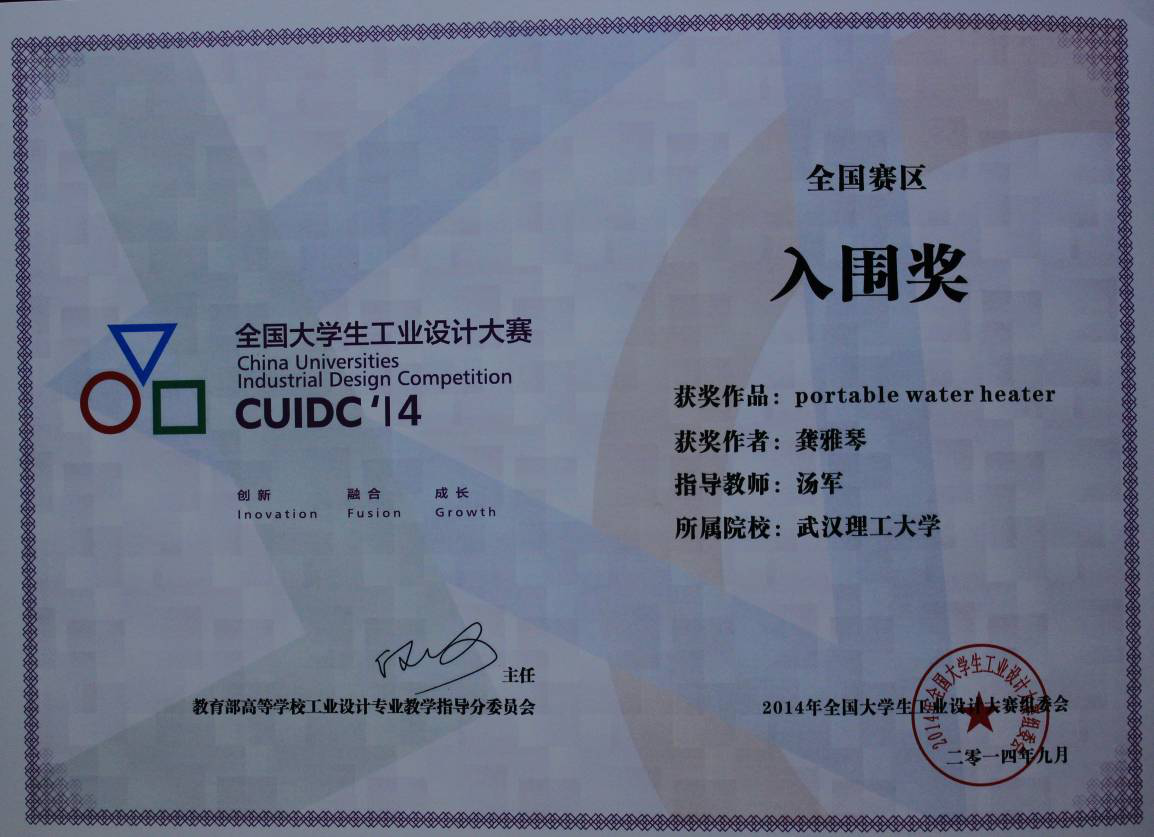 全国赛区
入围奖
全国大学生工业设计大赛
China Universities
Industrial Design Competition
CUIDC '14
创新 融合 成长
Inovation Fusion Growth
获奖作品：portable water heater
获奖作者：龚雅琴
指导教师：汤军
所属院校：武汉理工大学
主任
教育部高等学校工业设计专业教学指导分委员会
2014年全国大学生工业设计大赛组委会
二零一四年九月
2014年全国大学生工业设计大赛组委会